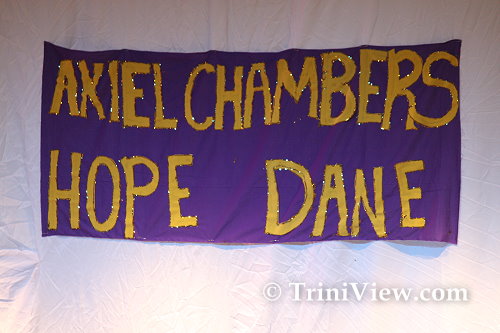 AXIEL CHAMBERS
HOPE DANE
© TriniView.com